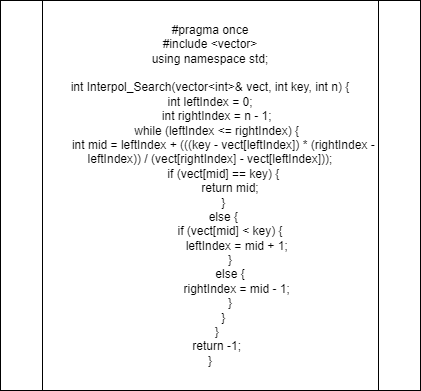 #pragma once
#include <vector>
using namespace std;
int Interpol_Search(vector<int>& vect, int key, int n) {
int leftIndex = 0;
int rightIndex = n - 1;
while (leftIndex <= rightIndex) {
int mid = leftIndex + (((key - vect[leftIndex]) * (rightIndex -
leftIndex)) / (vect[rightIndex] - vect[leftIndex]));
if (vect[mid] == key) {
return mid;
}
else {
if (vect[mid] < key) {
leftIndex = mid + 1;
}
else {
rightIndex = mid - 1;
}
}
}
return -1;
}